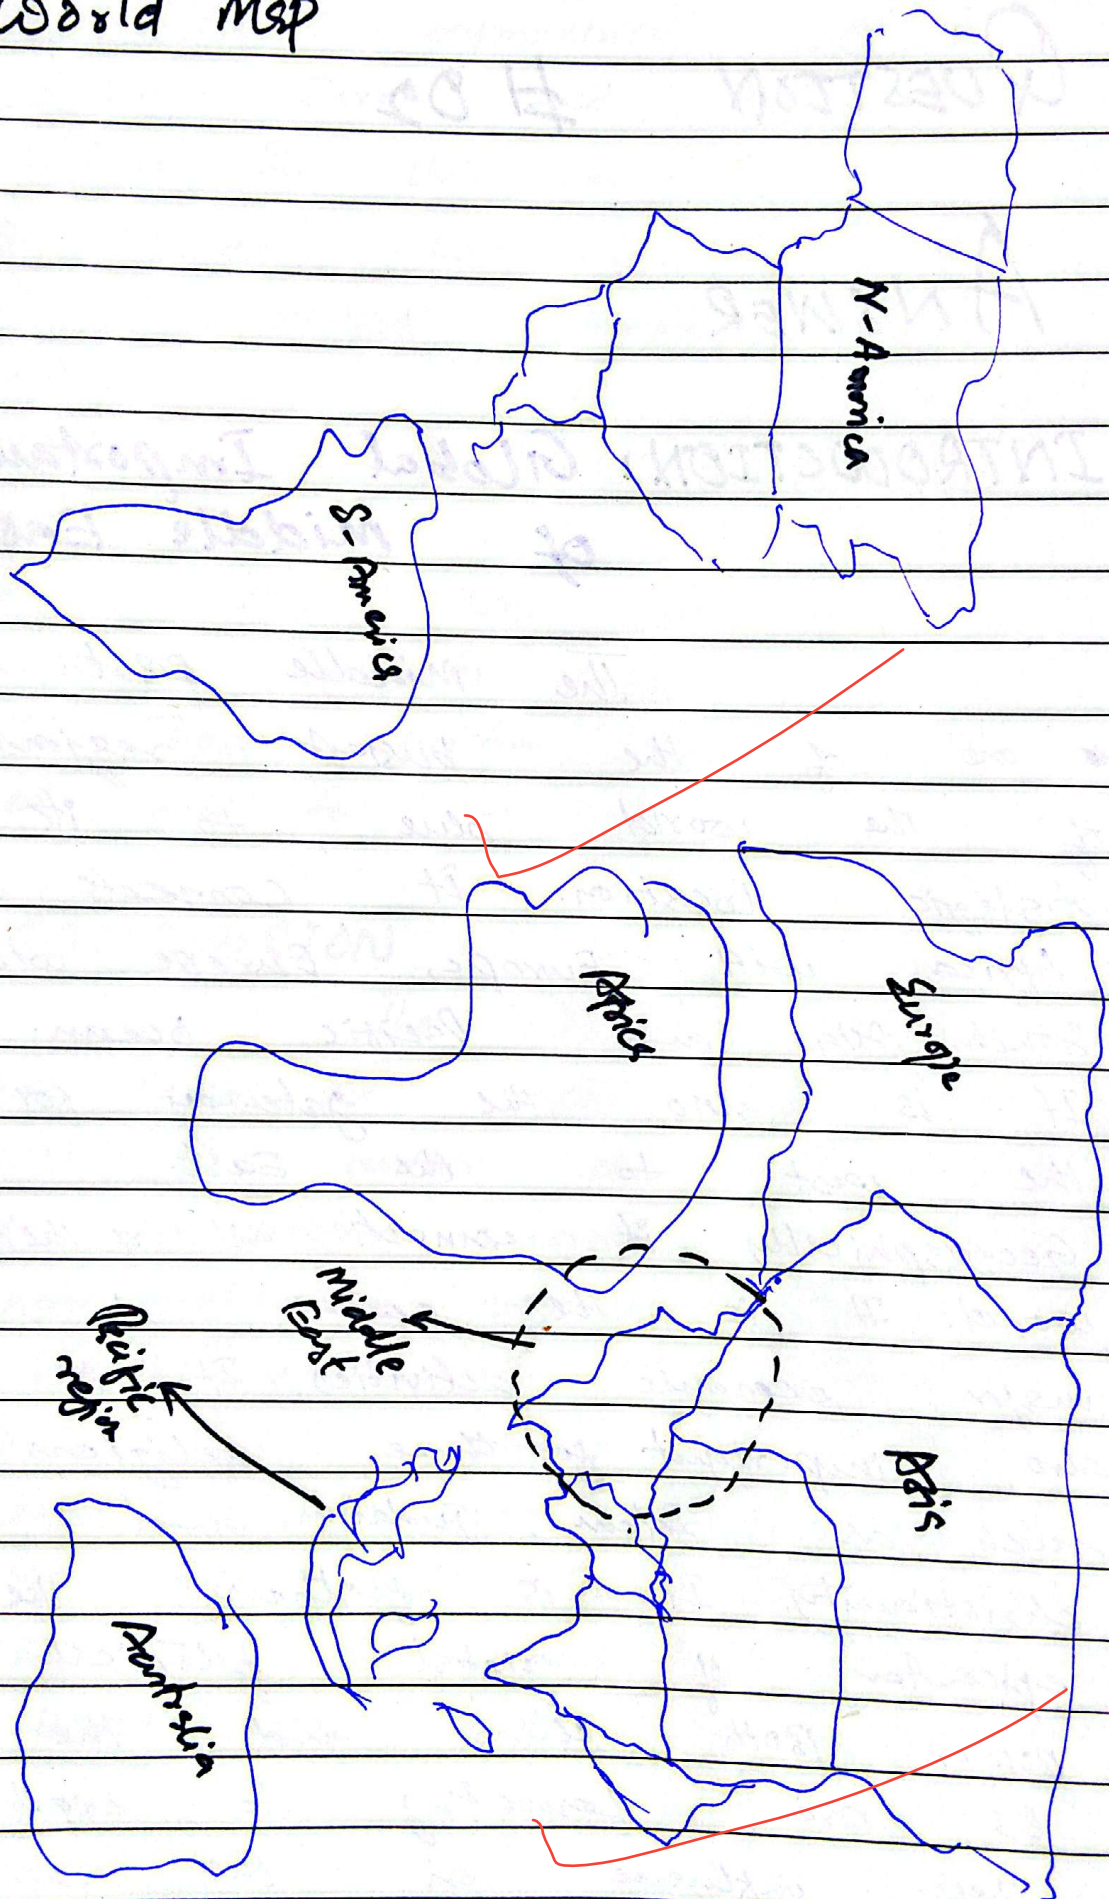 World Map
N-America
S-America
Africa
Europe
Middle
East
Pacific
region
Asia
Australia